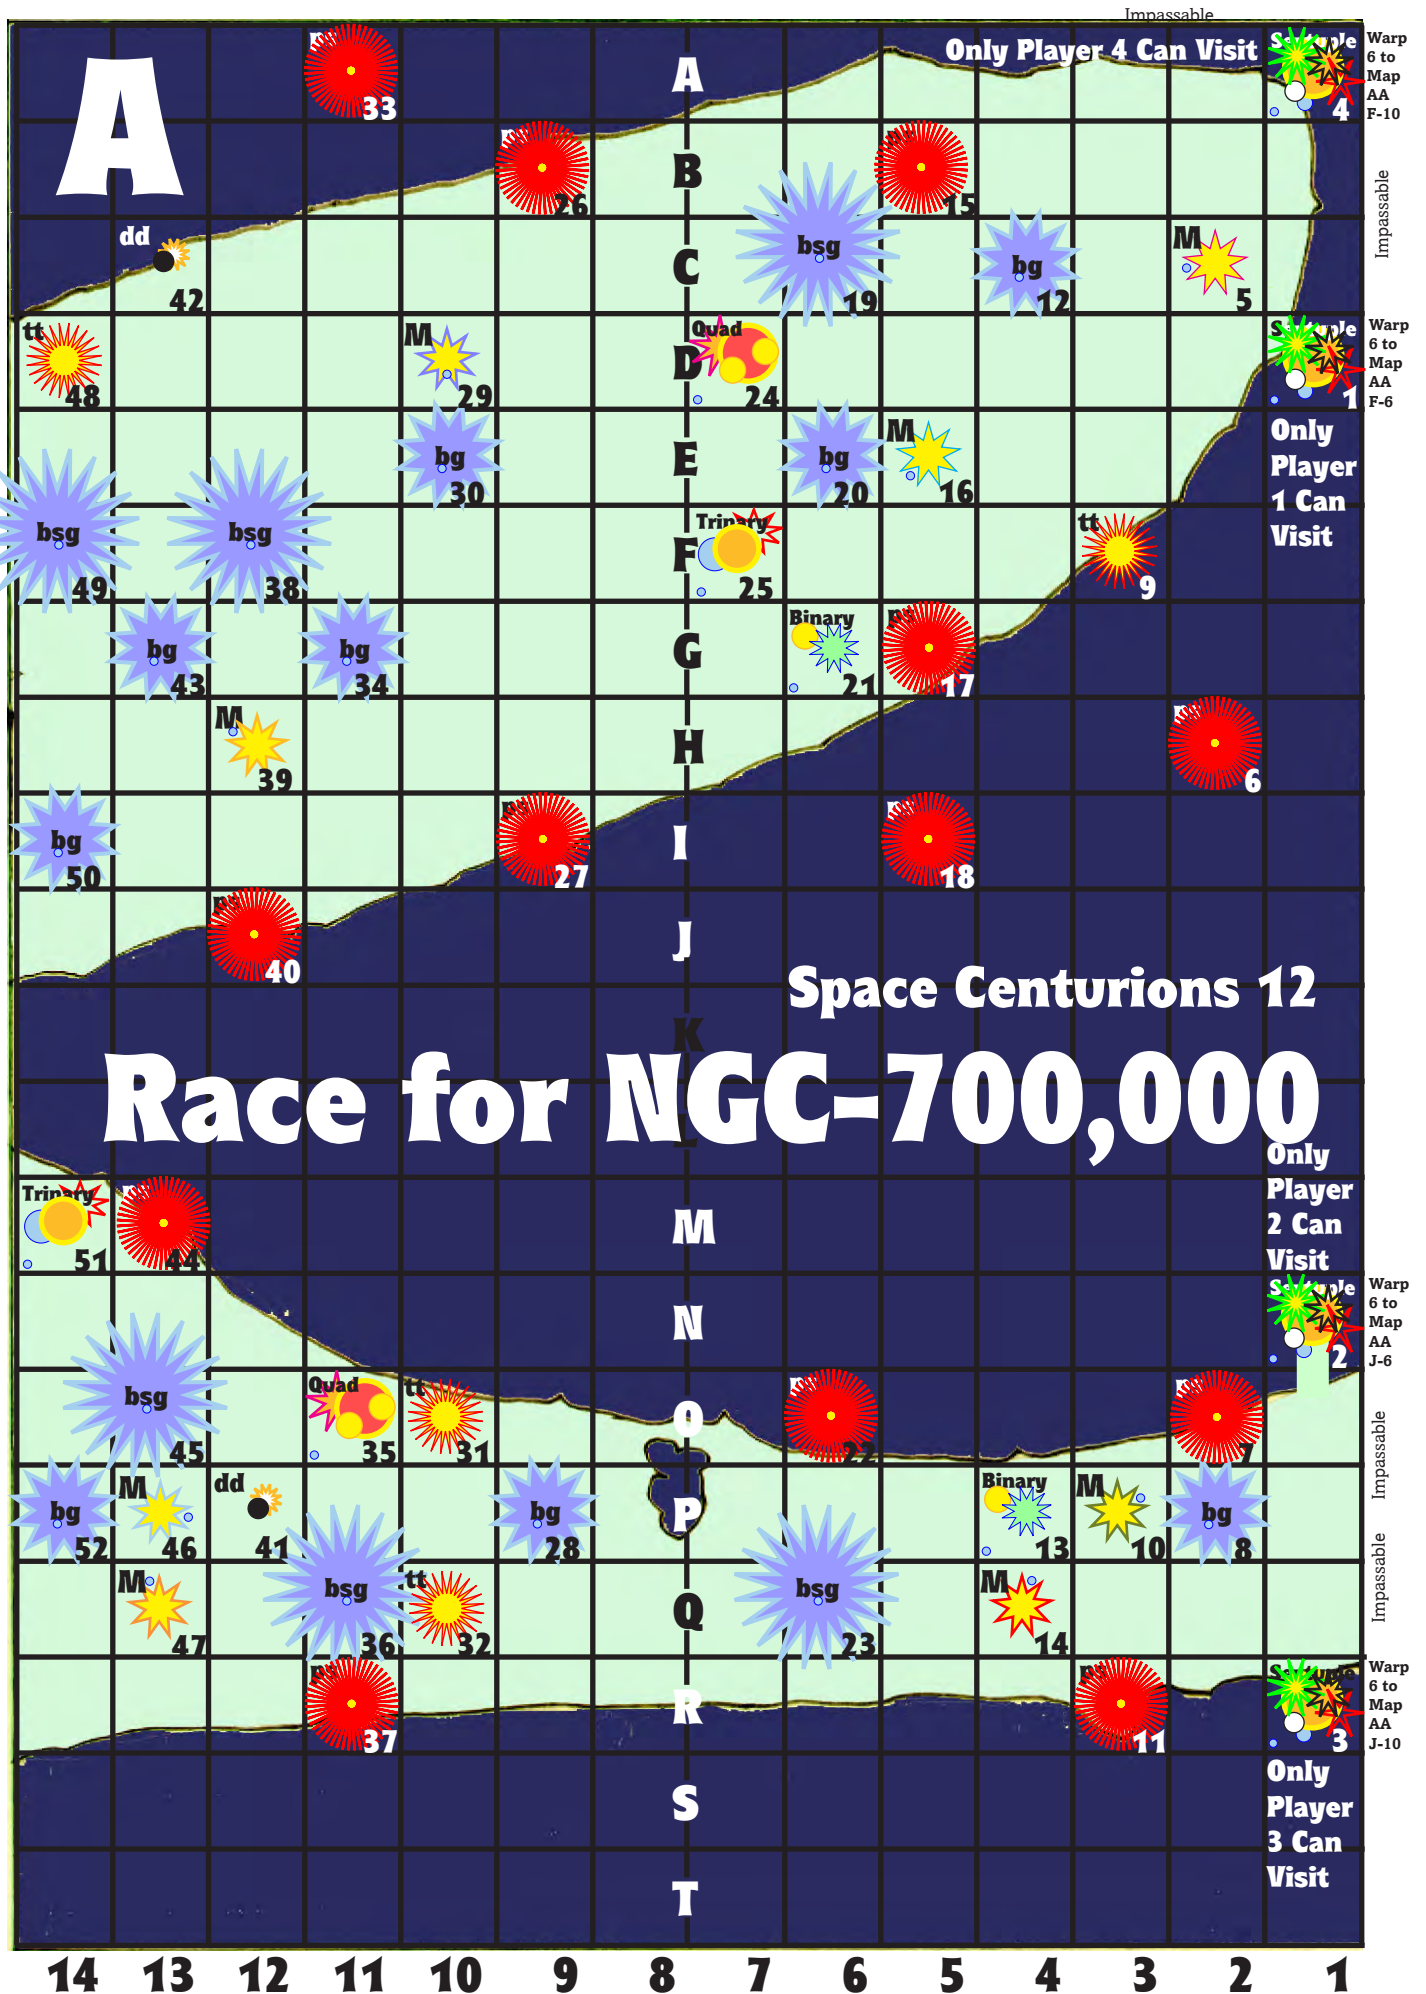 Impassable
A
Only Player 4 Can Visit
Warp
6 to
Map
AA
F-10
33
A
4
B
26
15
Impassable
dd
bsg
bg
M
C
42
19
12
5
tt
M
Quad
Warp
6 to
Map
AA
F-6
48
29
D
24
1
bg
E
bg
M
30
20
16
Only
Player
1 Can
Visit
bsg
bsg
Trinary
F
tt
49
38
25
9
bg
bg
G
Binary
43
34
21
17
M
H
39
6
bg
I
50
27
18
J
40
Space Centurions 12
K
Race for NGC-700,000
L
Only
Player
2 Can
Visit
Trinary
M
51
44
N
Warp
6 to
Map
AA
J-6
2
bsg
Quad
tt
O
45
35
31
22
7
Impassable
bg
M
dd
bg
P
Binary
M
bg
52
46
41
28
13
10
8
M
bsg
tt
Q
bsg
M
47
36
32
23
14
Impassable
R
37
11
3
Warp
6 to
Map
AA
J-10
S
Only
Player
3 Can
Visit
T
14 13 12 11 10 9 8 7 6 5 4 3 2 1